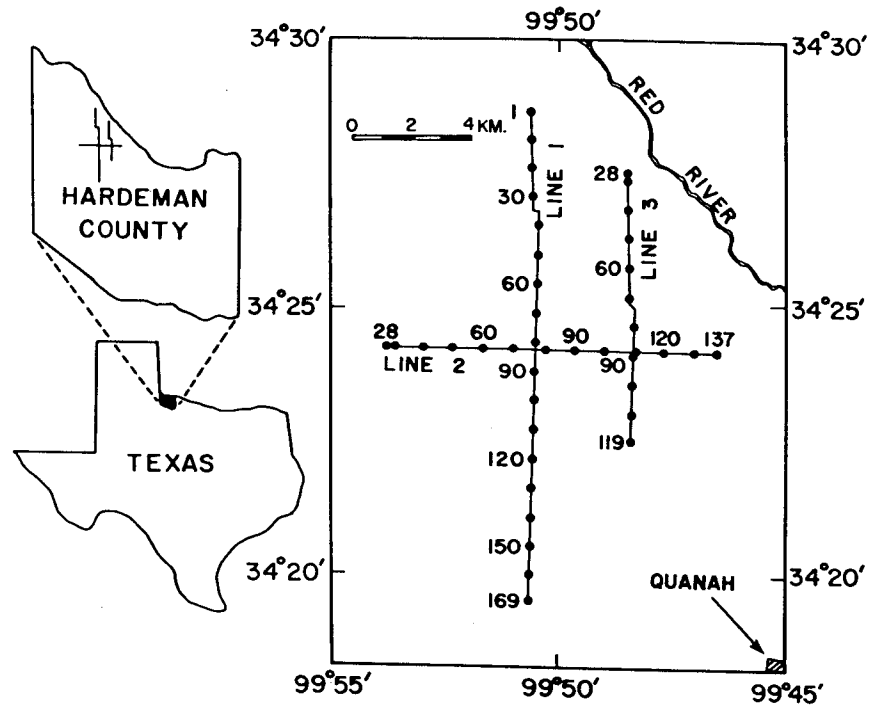 99°50′
34°30′
34°30′
RED
RIVER
0 2 4 KM.
1
LINE 1
30
60
90
120
150
169
28
LINE 3
60
90
119
HARDEMAN
COUNTY
34°25′
34°25′
28 60 90 120 137
LINE 2
TEXAS
34°20′
34°20′
QUANAH
99°55′
99°50′
99°45′